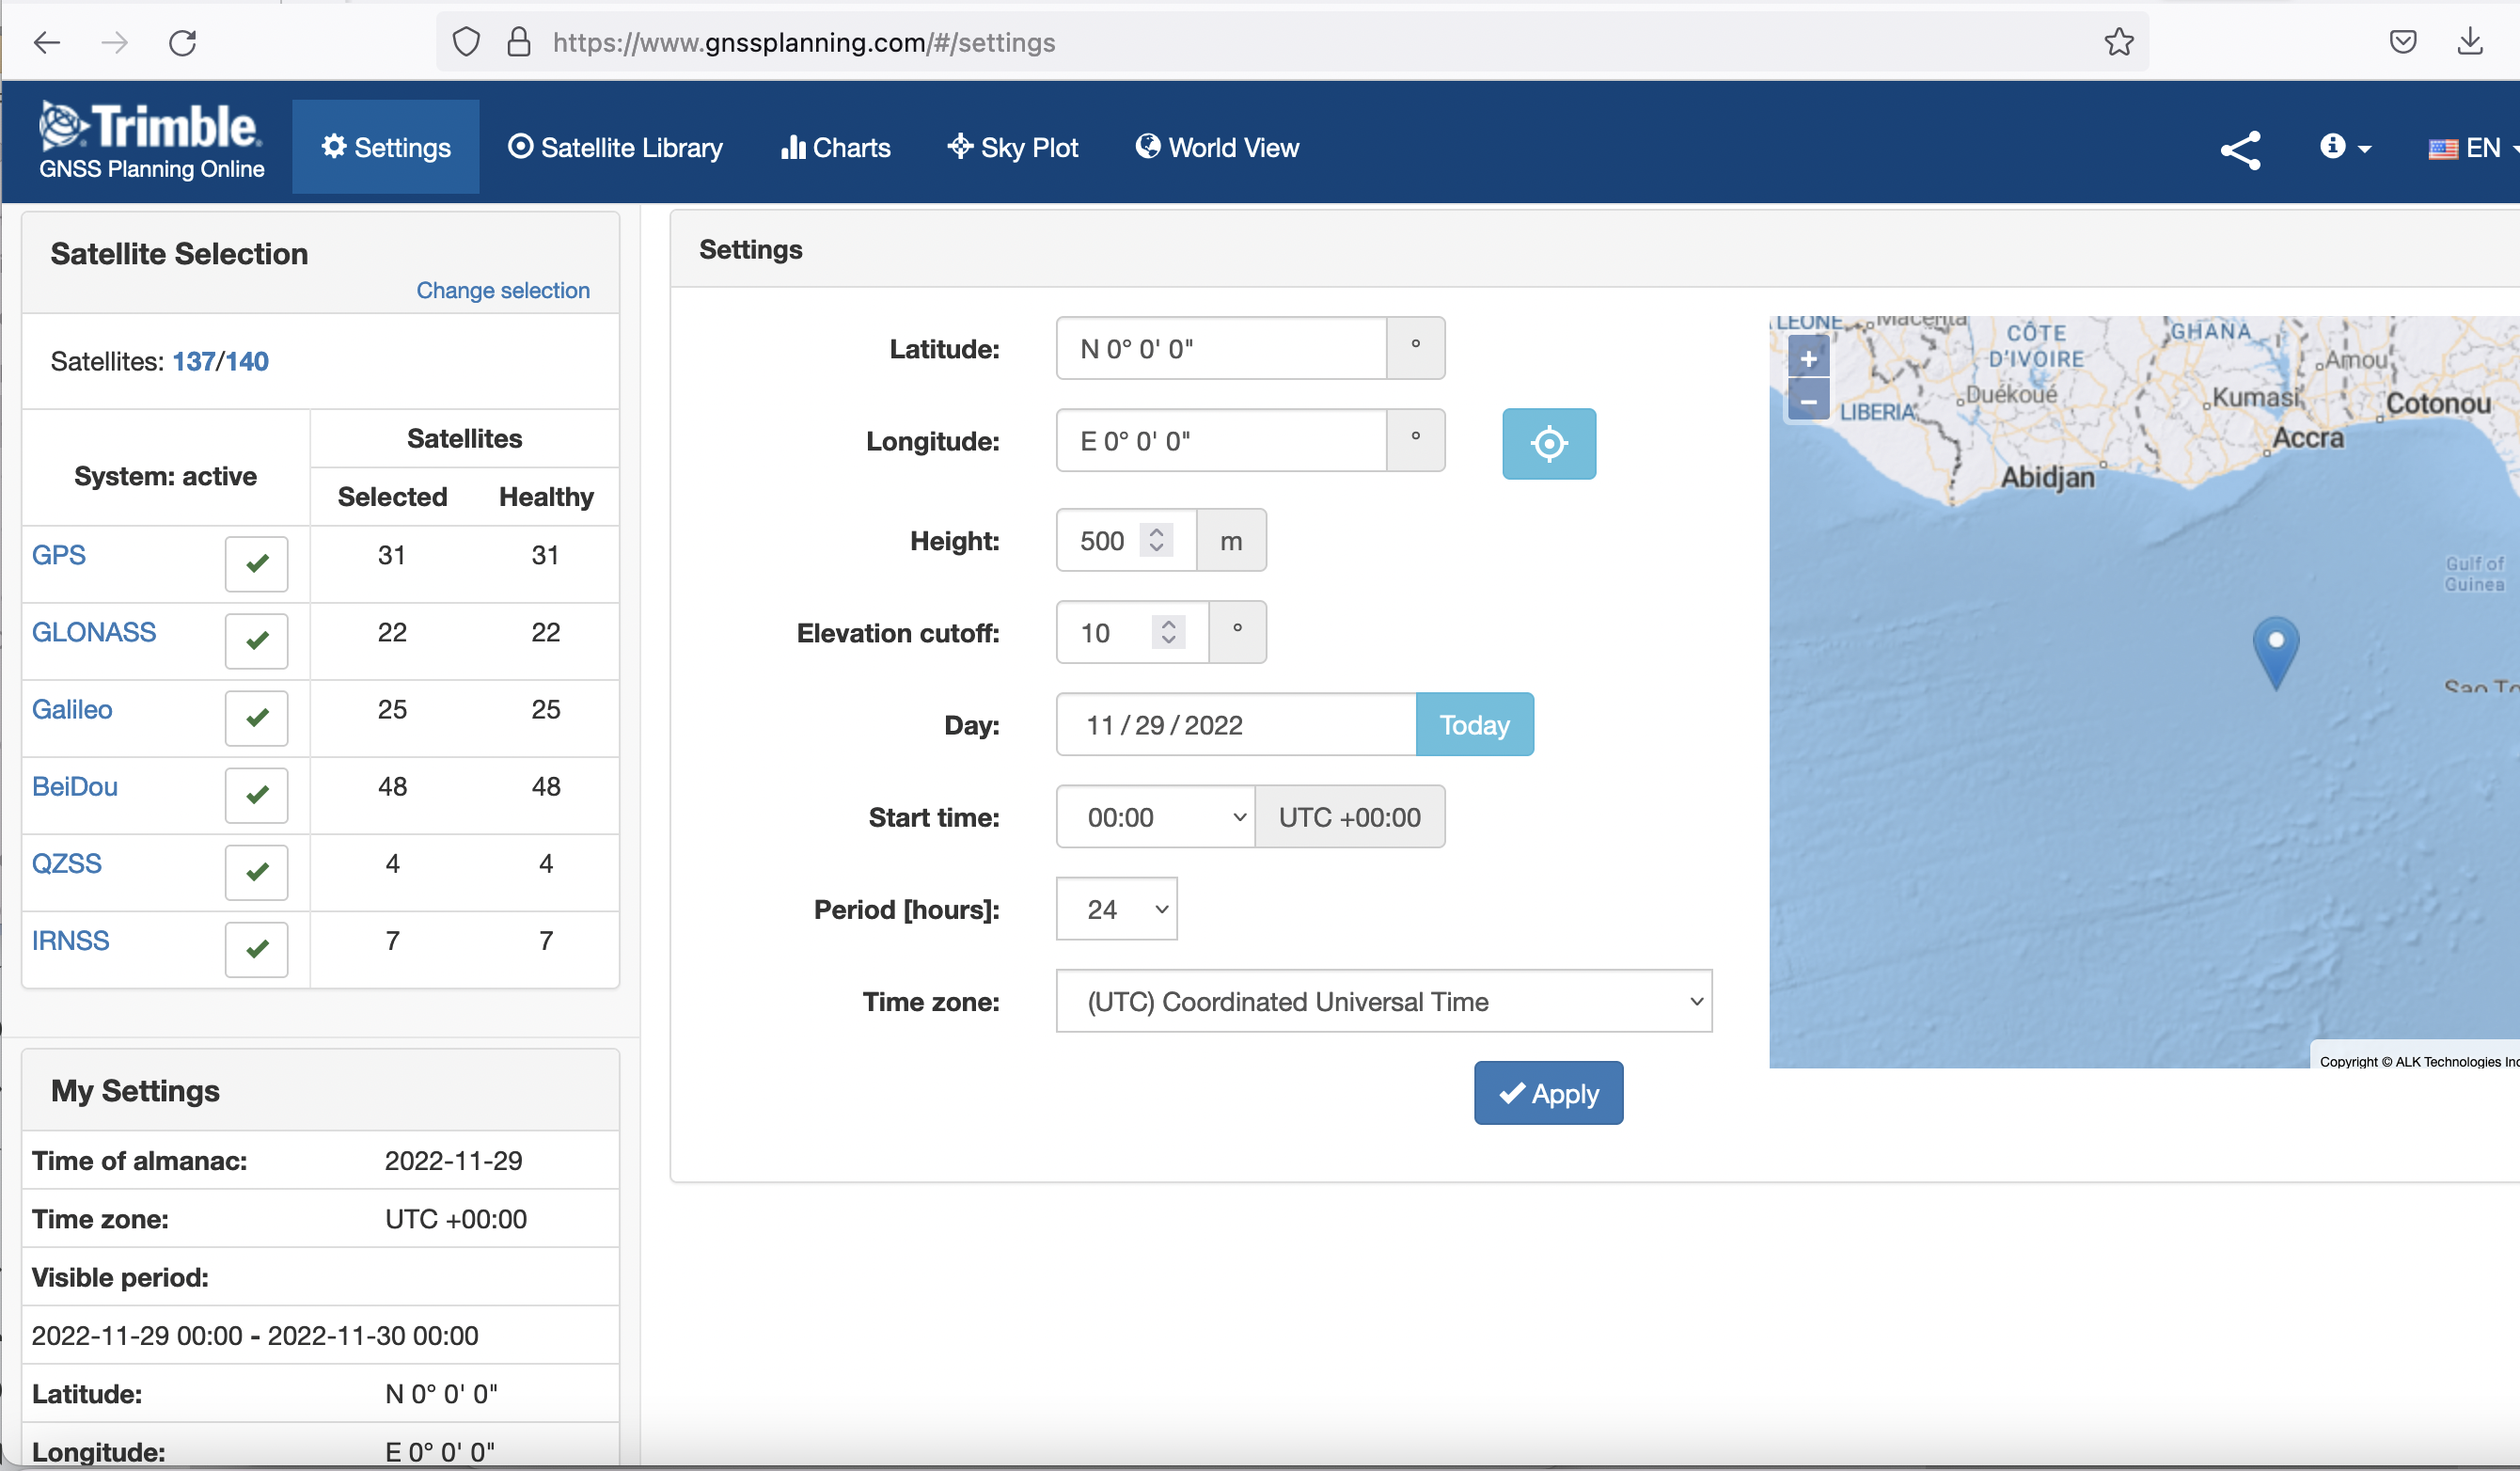 https://www.gnssplanning.com/#/settings
Trimble.
GNSS Planning Online
Settings
Satellite Library
Charts
Sky Plot
World View
EN
Satellite Selection
Change selection
Satellites: 137/140
System: active
Satellites
Selected Healthy
GPS 31 31
GLONASS 22 22
Galileo 25 25
BeiDou 48 48
QZSS 4 4
IRNSS 7 7
My Settings
Time of almanac: 2022-11-29
Time zone: UTC +00:00
Visible period:
2022-11-29 00:00 - 2022-11-30 00:00
Latitude: N 0° 0' 0"
Longitude: E 0° 0' 0"
Settings
Latitude: N 0° 0' 0" °
Longitude: E 0° 0' 0" °
Height: 500 m
Elevation cutoff: 10 °
Day: 11/29/2022 Today
Start time: 00:00 UTC +00:00
Period [hours]: 24
Time zone: (UTC) Coordinated Universal Time
Apply
+
−
LEONE
Macenta
CÔTE
D'IVOIRE
GHANA
Amou
Duékoué
Kumasi
LIBERIA
Cotonou
Accra
Abidjan
Gulf of
Guinea
Sao To
Copyright © ALK Technologies Inc